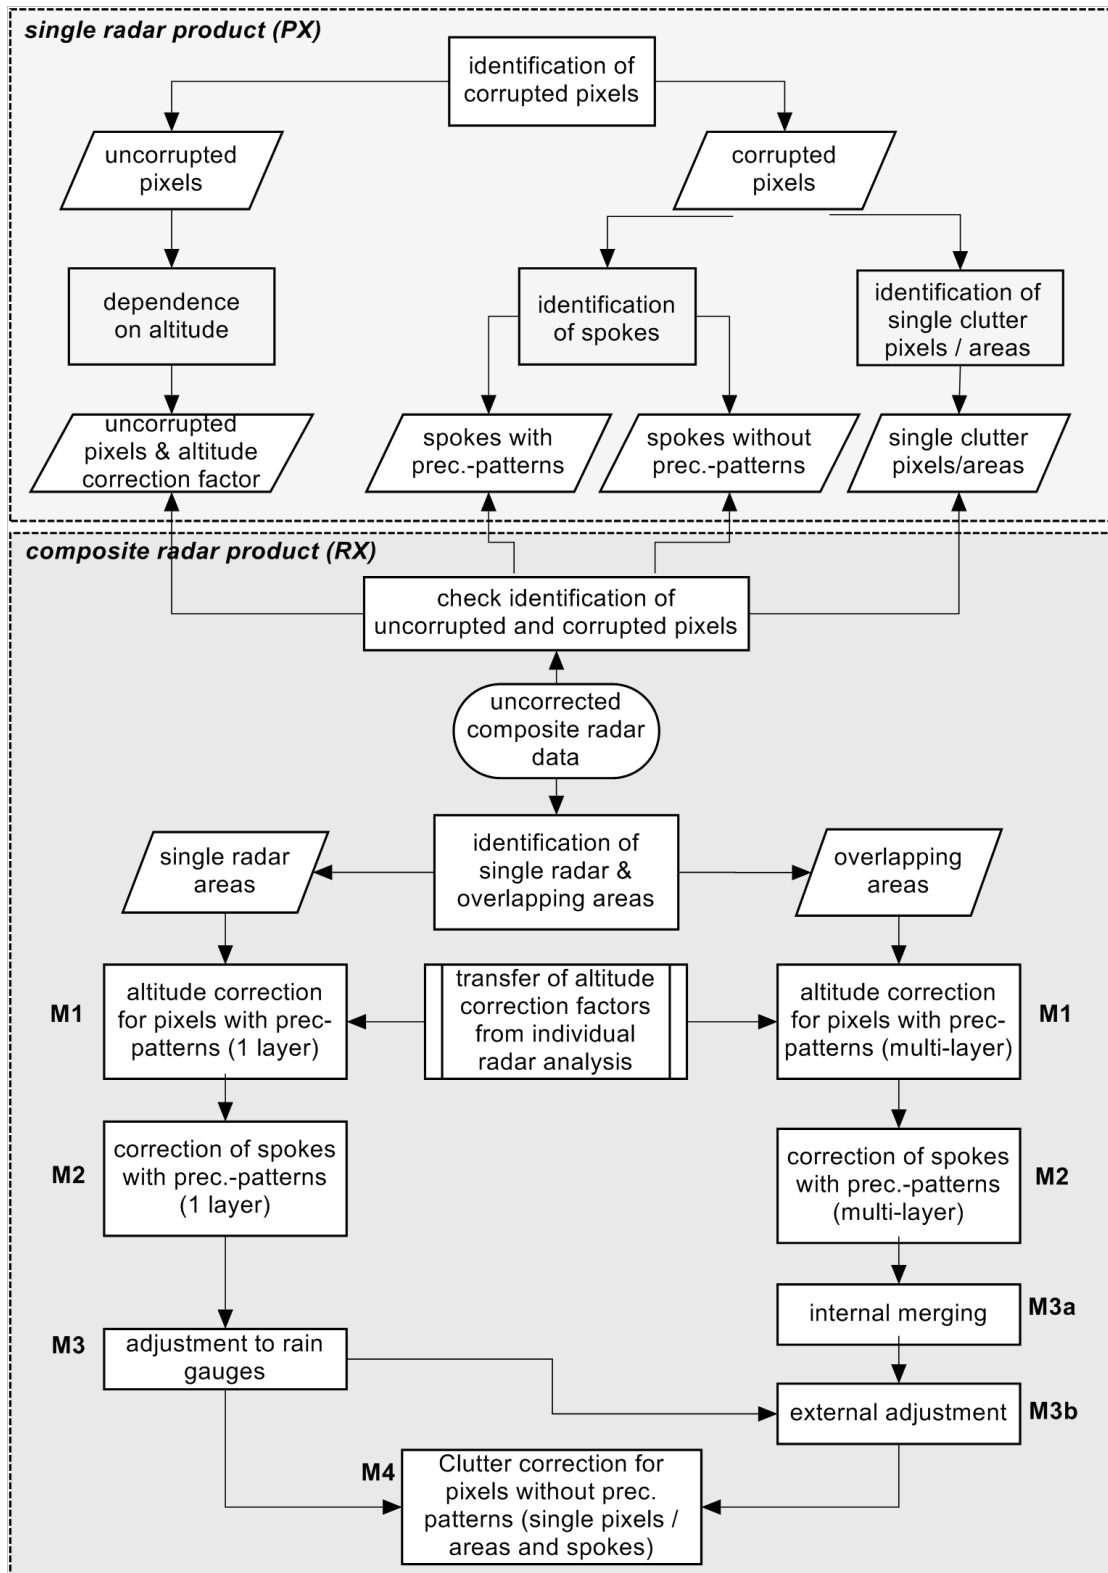 single radar product (PX)
identification of
corrupted pixels
uncorrupted
pixels
corrupted
pixels
dependence
on altitude
identification
of spokes
identification of
single clutter
pixels / areas
uncorrupted
pixels & altitude
correction factor
spokes with
prec.-patterns
spokes without
prec.-patterns
single clutter
pixels/areas
composite radar product (RX)
check identification of
uncorrupted and corrupted pixels
uncorrected
composite radar
data
identification of
single radar &
overlapping areas
single radar
areas
overlapping
areas
M1
altitude correction
for pixels with prec-
patterns (1 layer)
transfer of altitude
correction factors
from individual
radar analysis
altitude correction
for pixels with prec-
patterns (multi-layer)
M1
M2
correction of spokes
with prec.-patterns
(1 layer)
correction of spokes
with prec.-patterns
(multi-layer)
M2
internal merging
M3a
M3
adjustment to rain
gauges
external adjustment
M3b
M4
Clutter correction for
pixels without prec.
patterns (single pixels /
areas and spokes)